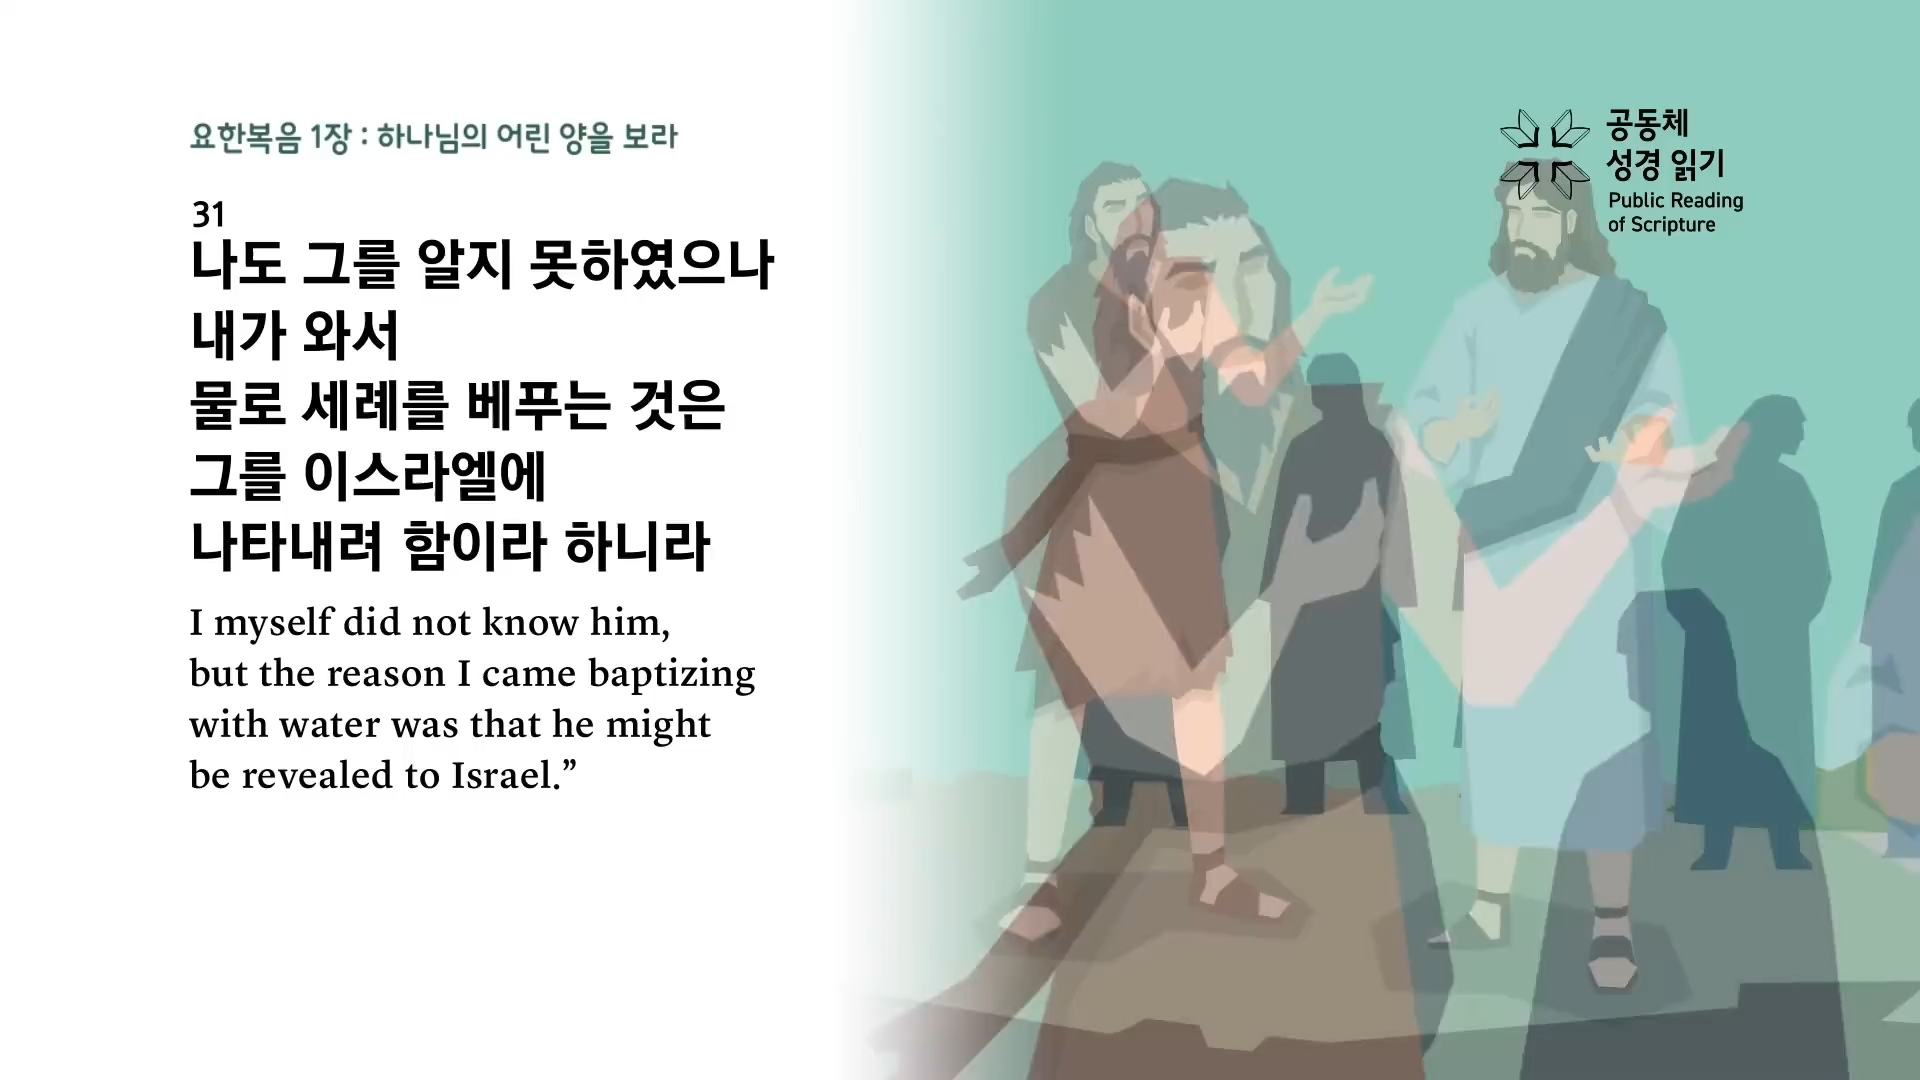 요한복음 1장 : 하나님의 어린 양을 보라
31
나도 그를 알지 못하였으나
내가 와서
물로 세례를 베푸는 것은
그를 이스라엘에
나타내려 함이라 하니라
I myself did not know him,
but the reason I came baptizing
with water was that he might
be revealed to Israel.”
공동체
성경 읽기
Public Reading
of Scripture